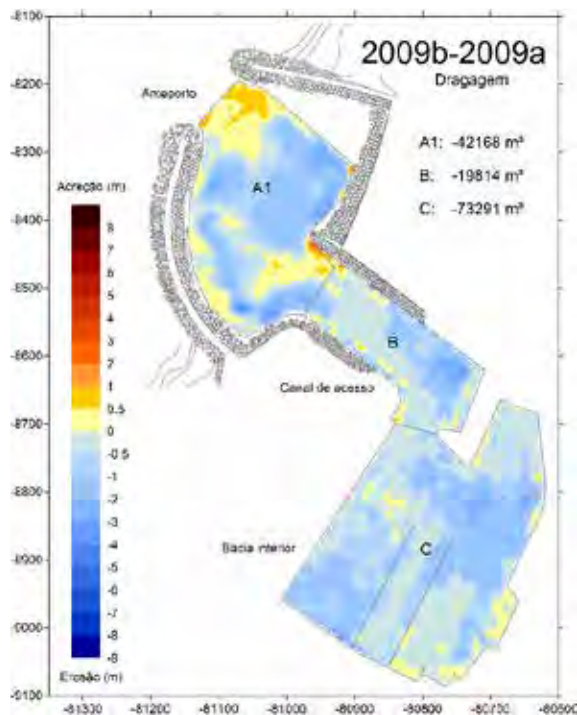 2009b-2009a
Dragagem
A1: -42168 m³
B: -19814 m³
C: -73291 m³
Anteporto
A1
B
Canal de acesso
Bacia interior
C
Acreção (m)
8
7
6
5
4
3
2
1
0.5
0
-0.5
-1
-2
-3
-4
-5
-6
-7
-8
Erosão (m)
-8100
-8200
-8300
-8400
-8500
-8600
-8700
-8800
-8900
-9000
-9100
-81300 -81200 -81100 -81000 -80900 -80800 -80700 -80600